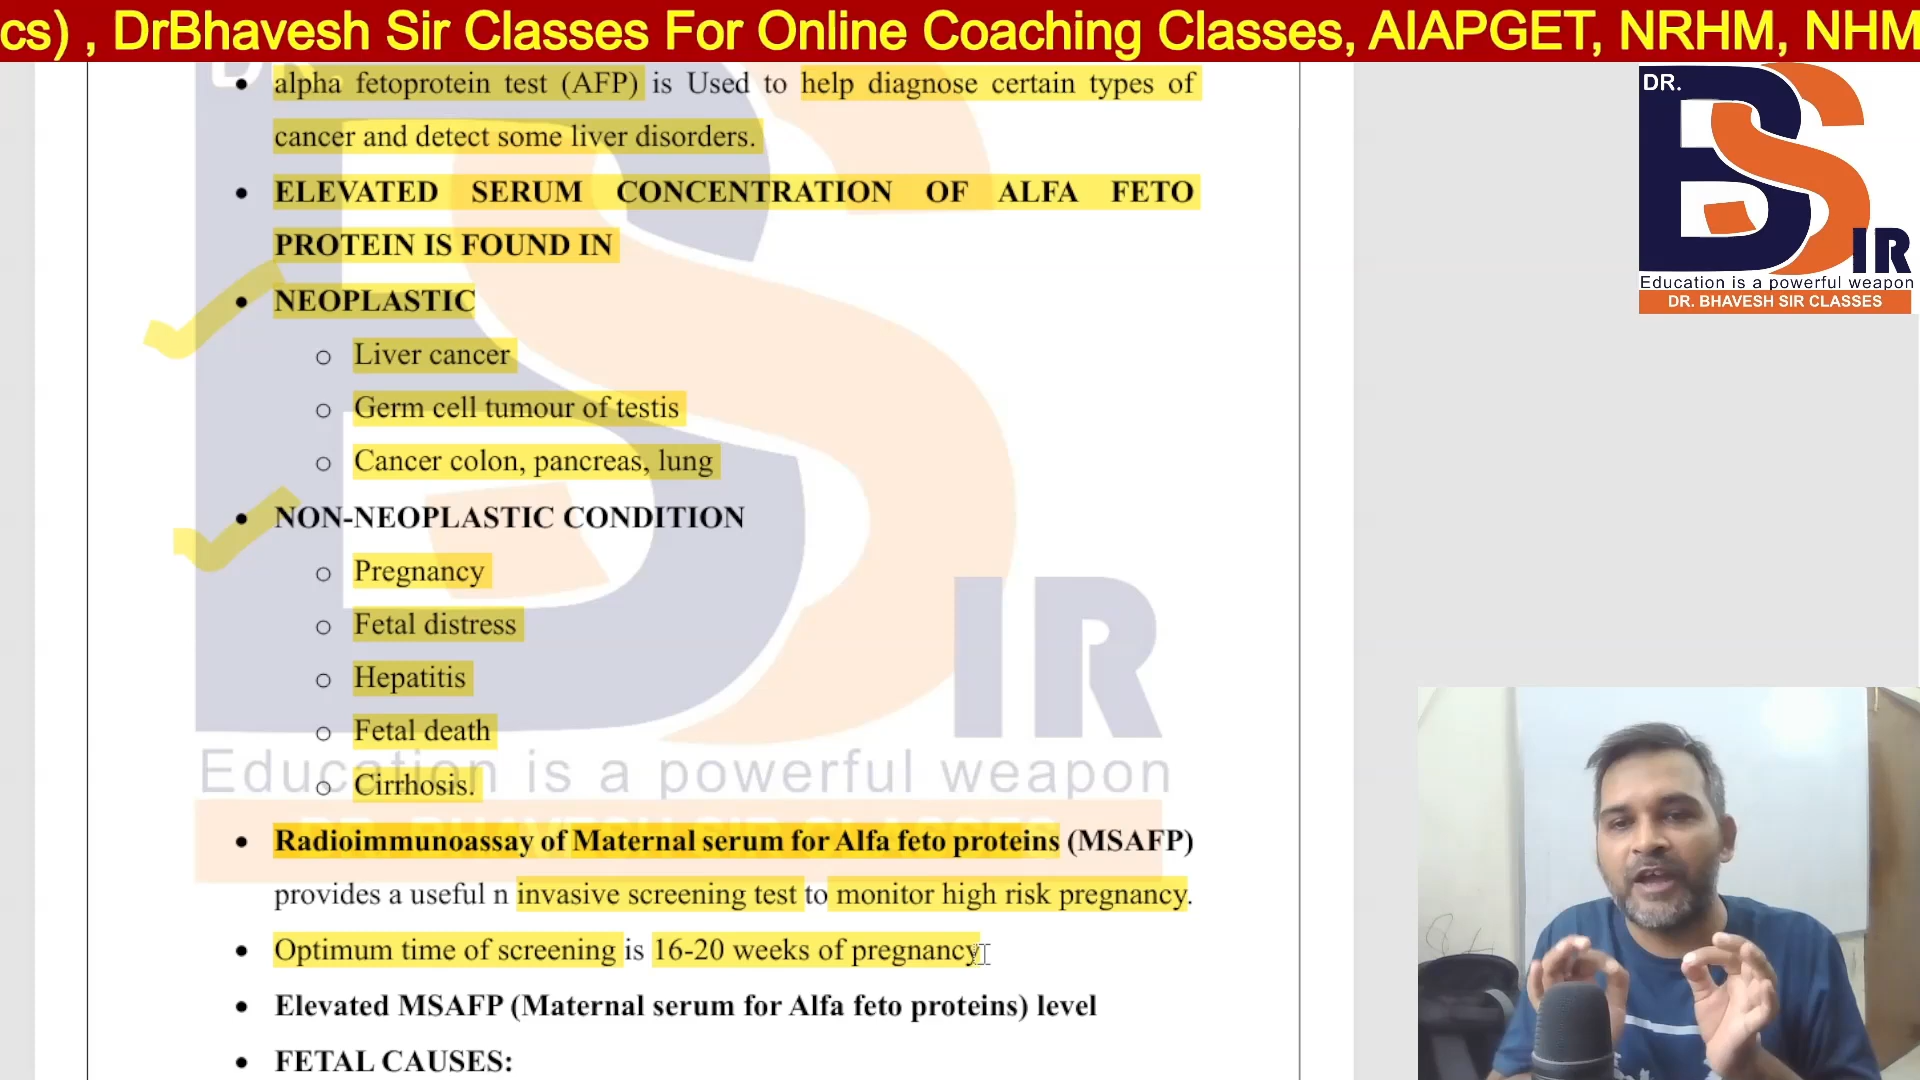 cs) , DrBhavesh Sir Classes For Online Coaching Classes, AIAPGET, NRHM, NHM
alpha fetoprotein test (AFP) is Used to help diagnose certain types of
cancer and detect some liver disorders.
ELEVATED SERUM CONCENTRATION OF ALFA FETO
PROTEIN IS FOUND IN
NEOPLASTIC
Liver cancer
Germ cell tumour of testis
Cancer colon, pancreas, lung
NON-NEOPLASTIC CONDITION
Pregnancy
Fetal distress
Hepatitis
Fetal death
Cirrhosis.
Radioimmunoassay of Maternal serum for Alfa feto proteins (MSAFP)
provides a useful n invasive screening test to monitor high risk pregnancy.
Optimum time of screening is 16-20 weeks of pregnancy
Elevated MSAFP (Maternal serum for Alfa feto proteins) level
FETAL CAUSES:
IR
Education is a powerful weapon
DR.
BS
IR
Education is a powerful weapon
DR. BHAVESH SIR CLASSES